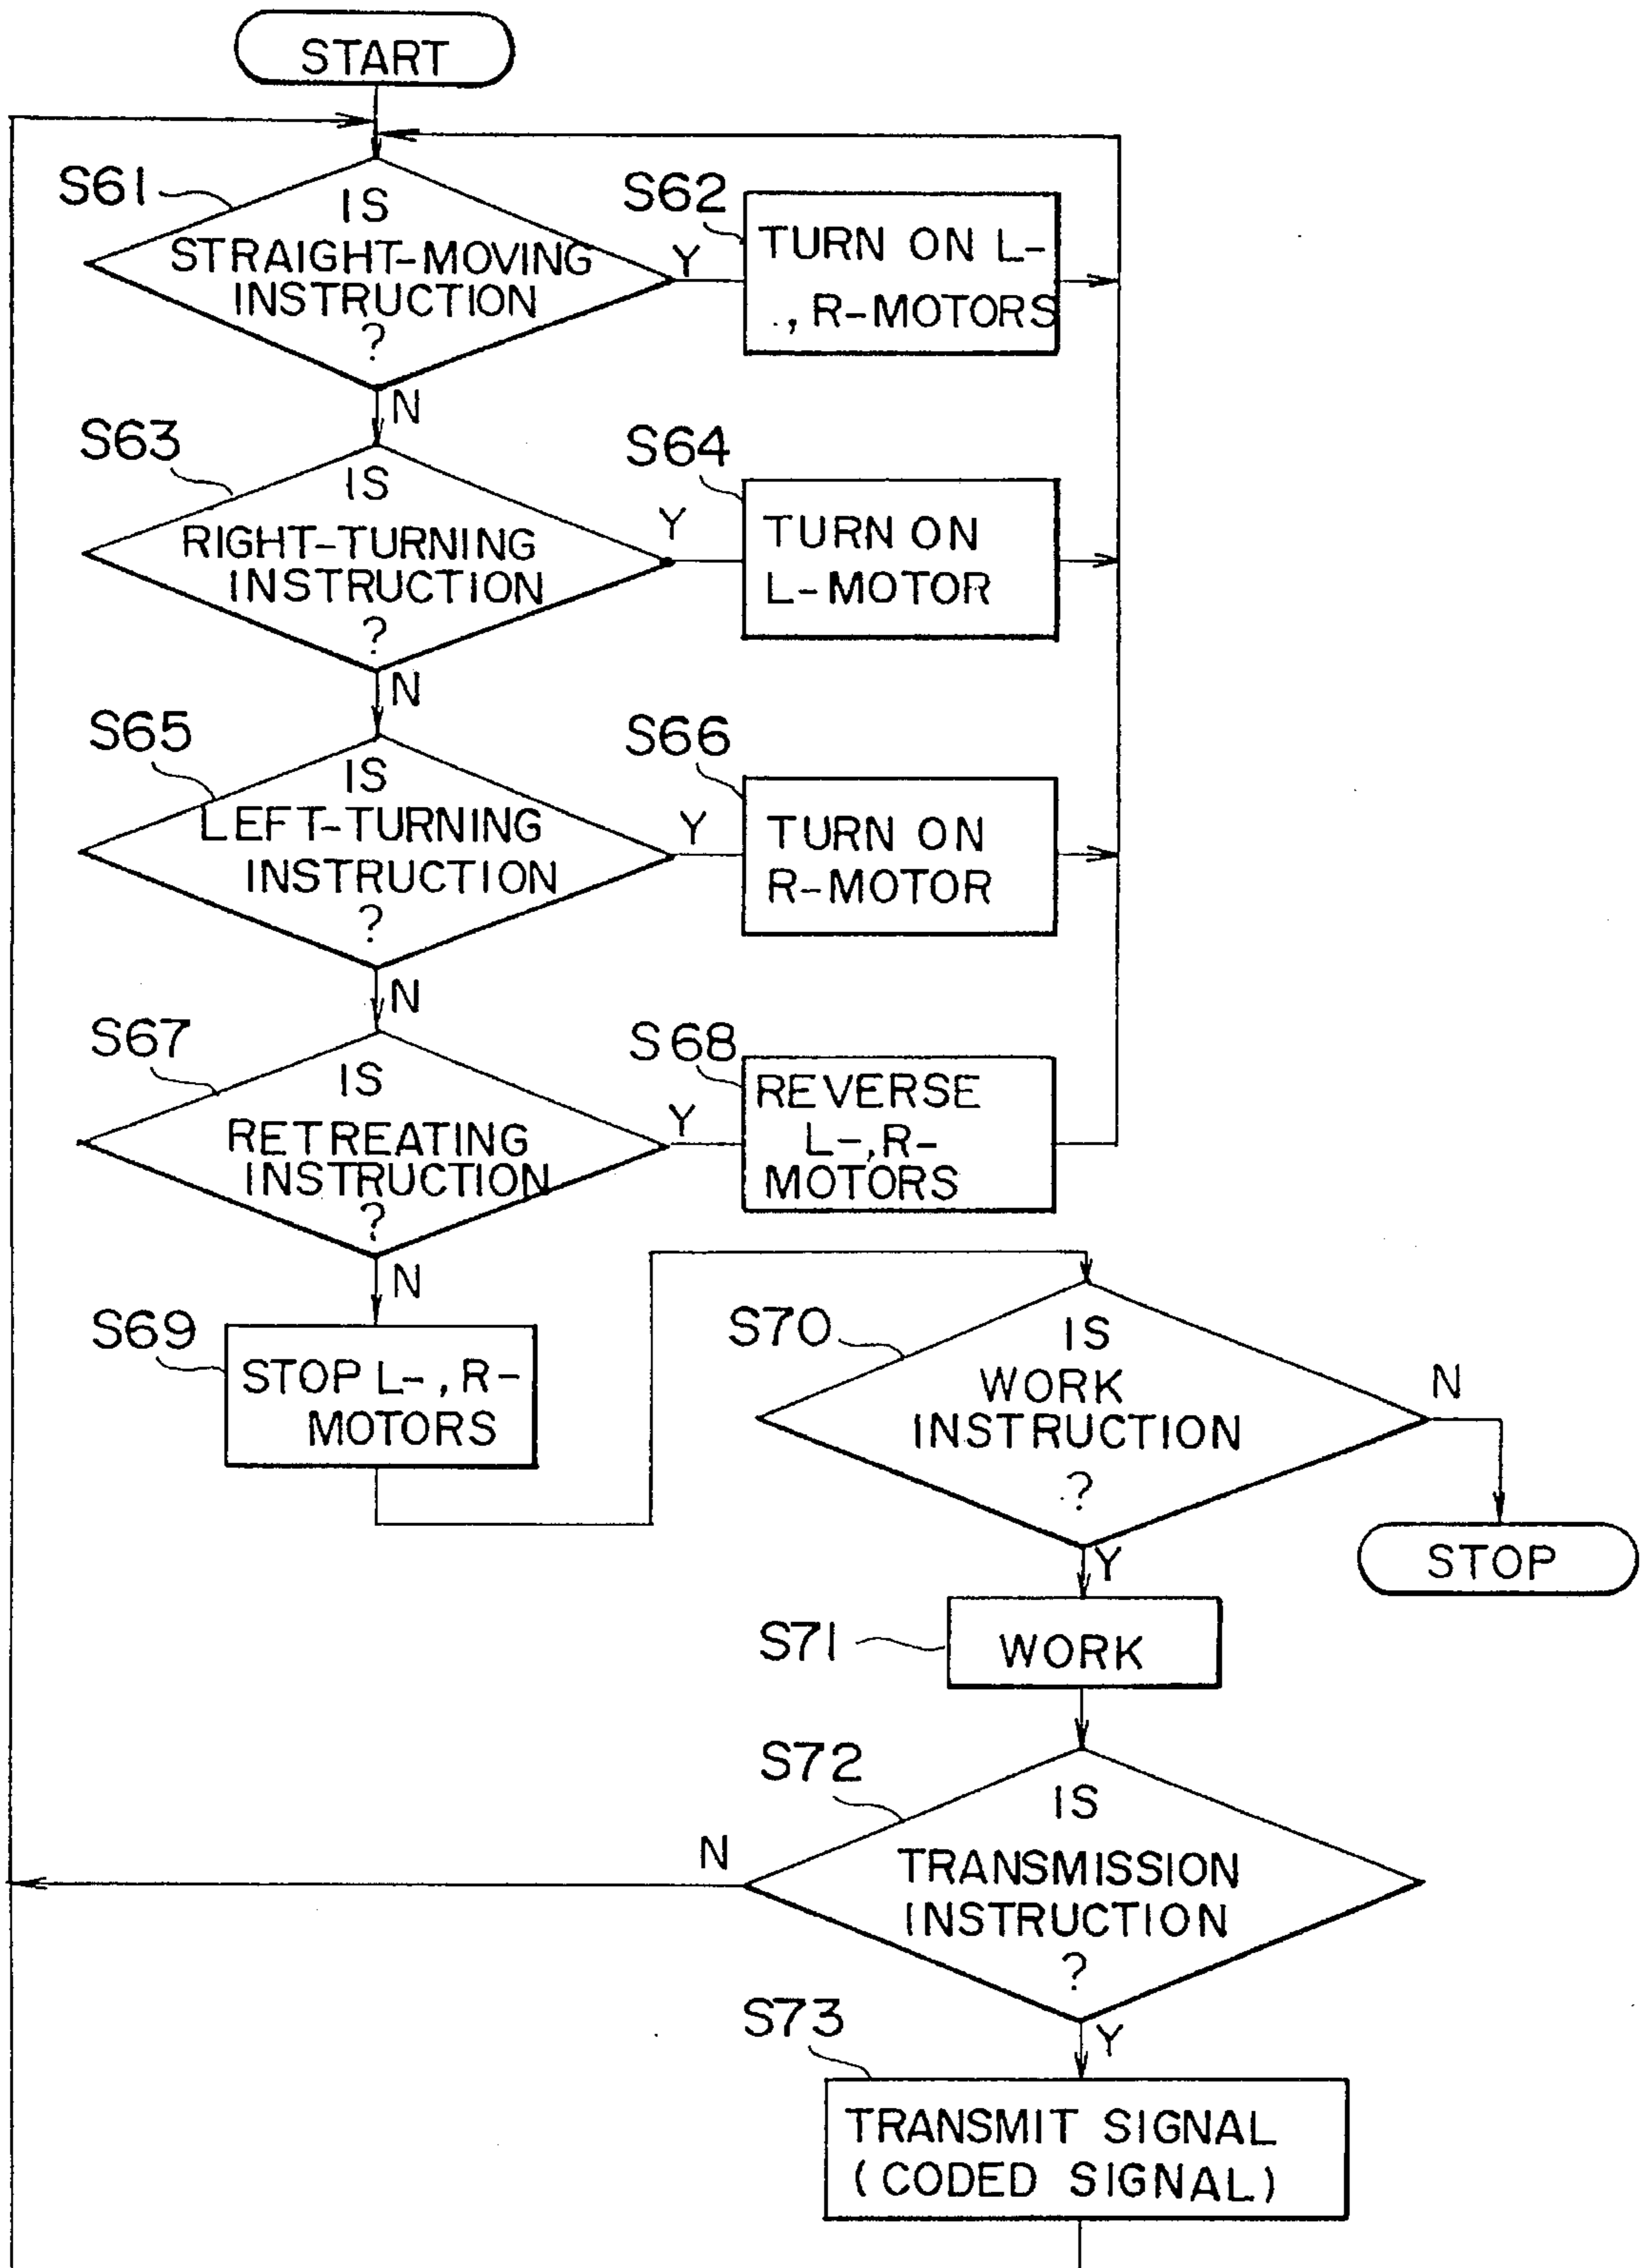 START
S61
IS
STRAIGHT-MOVING
INSTRUCTION
?
Y
N
S62
TURN ON L-
., R-MOTORS
S63
IS
RIGHT-TURNING
INSTRUCTION
?
Y
N
S64
TURN ON
L-MOTOR
S65
IS
LEFT-TURNING
INSTRUCTION
?
Y
N
S66
TURN ON
R-MOTOR
S67
IS
RETREATING
INSTRUCTION
?
Y
N
S68
REVERSE
L-,R-
MOTORS
S69
STOP L-,R-
MOTORS
S70
IS
WORK
INSTRUCTION
?
N
STOP
Y
S71
WORK
S72
IS
TRANSMISSION
INSTRUCTION
?
N
Y
S73
TRANSMIT SIGNAL
(CODED SIGNAL)